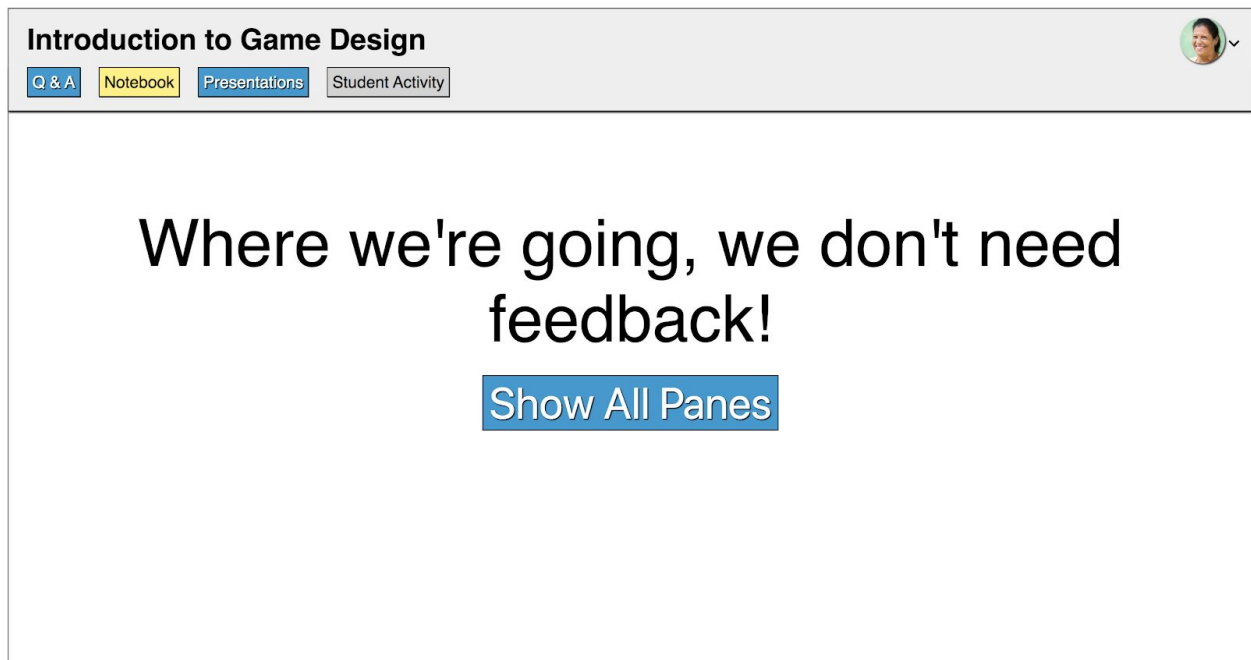 Introduction to Game Design
Q & A Notebook Presentations Student Activity
Where we're going, we don't need
feedback!
Show All Panes